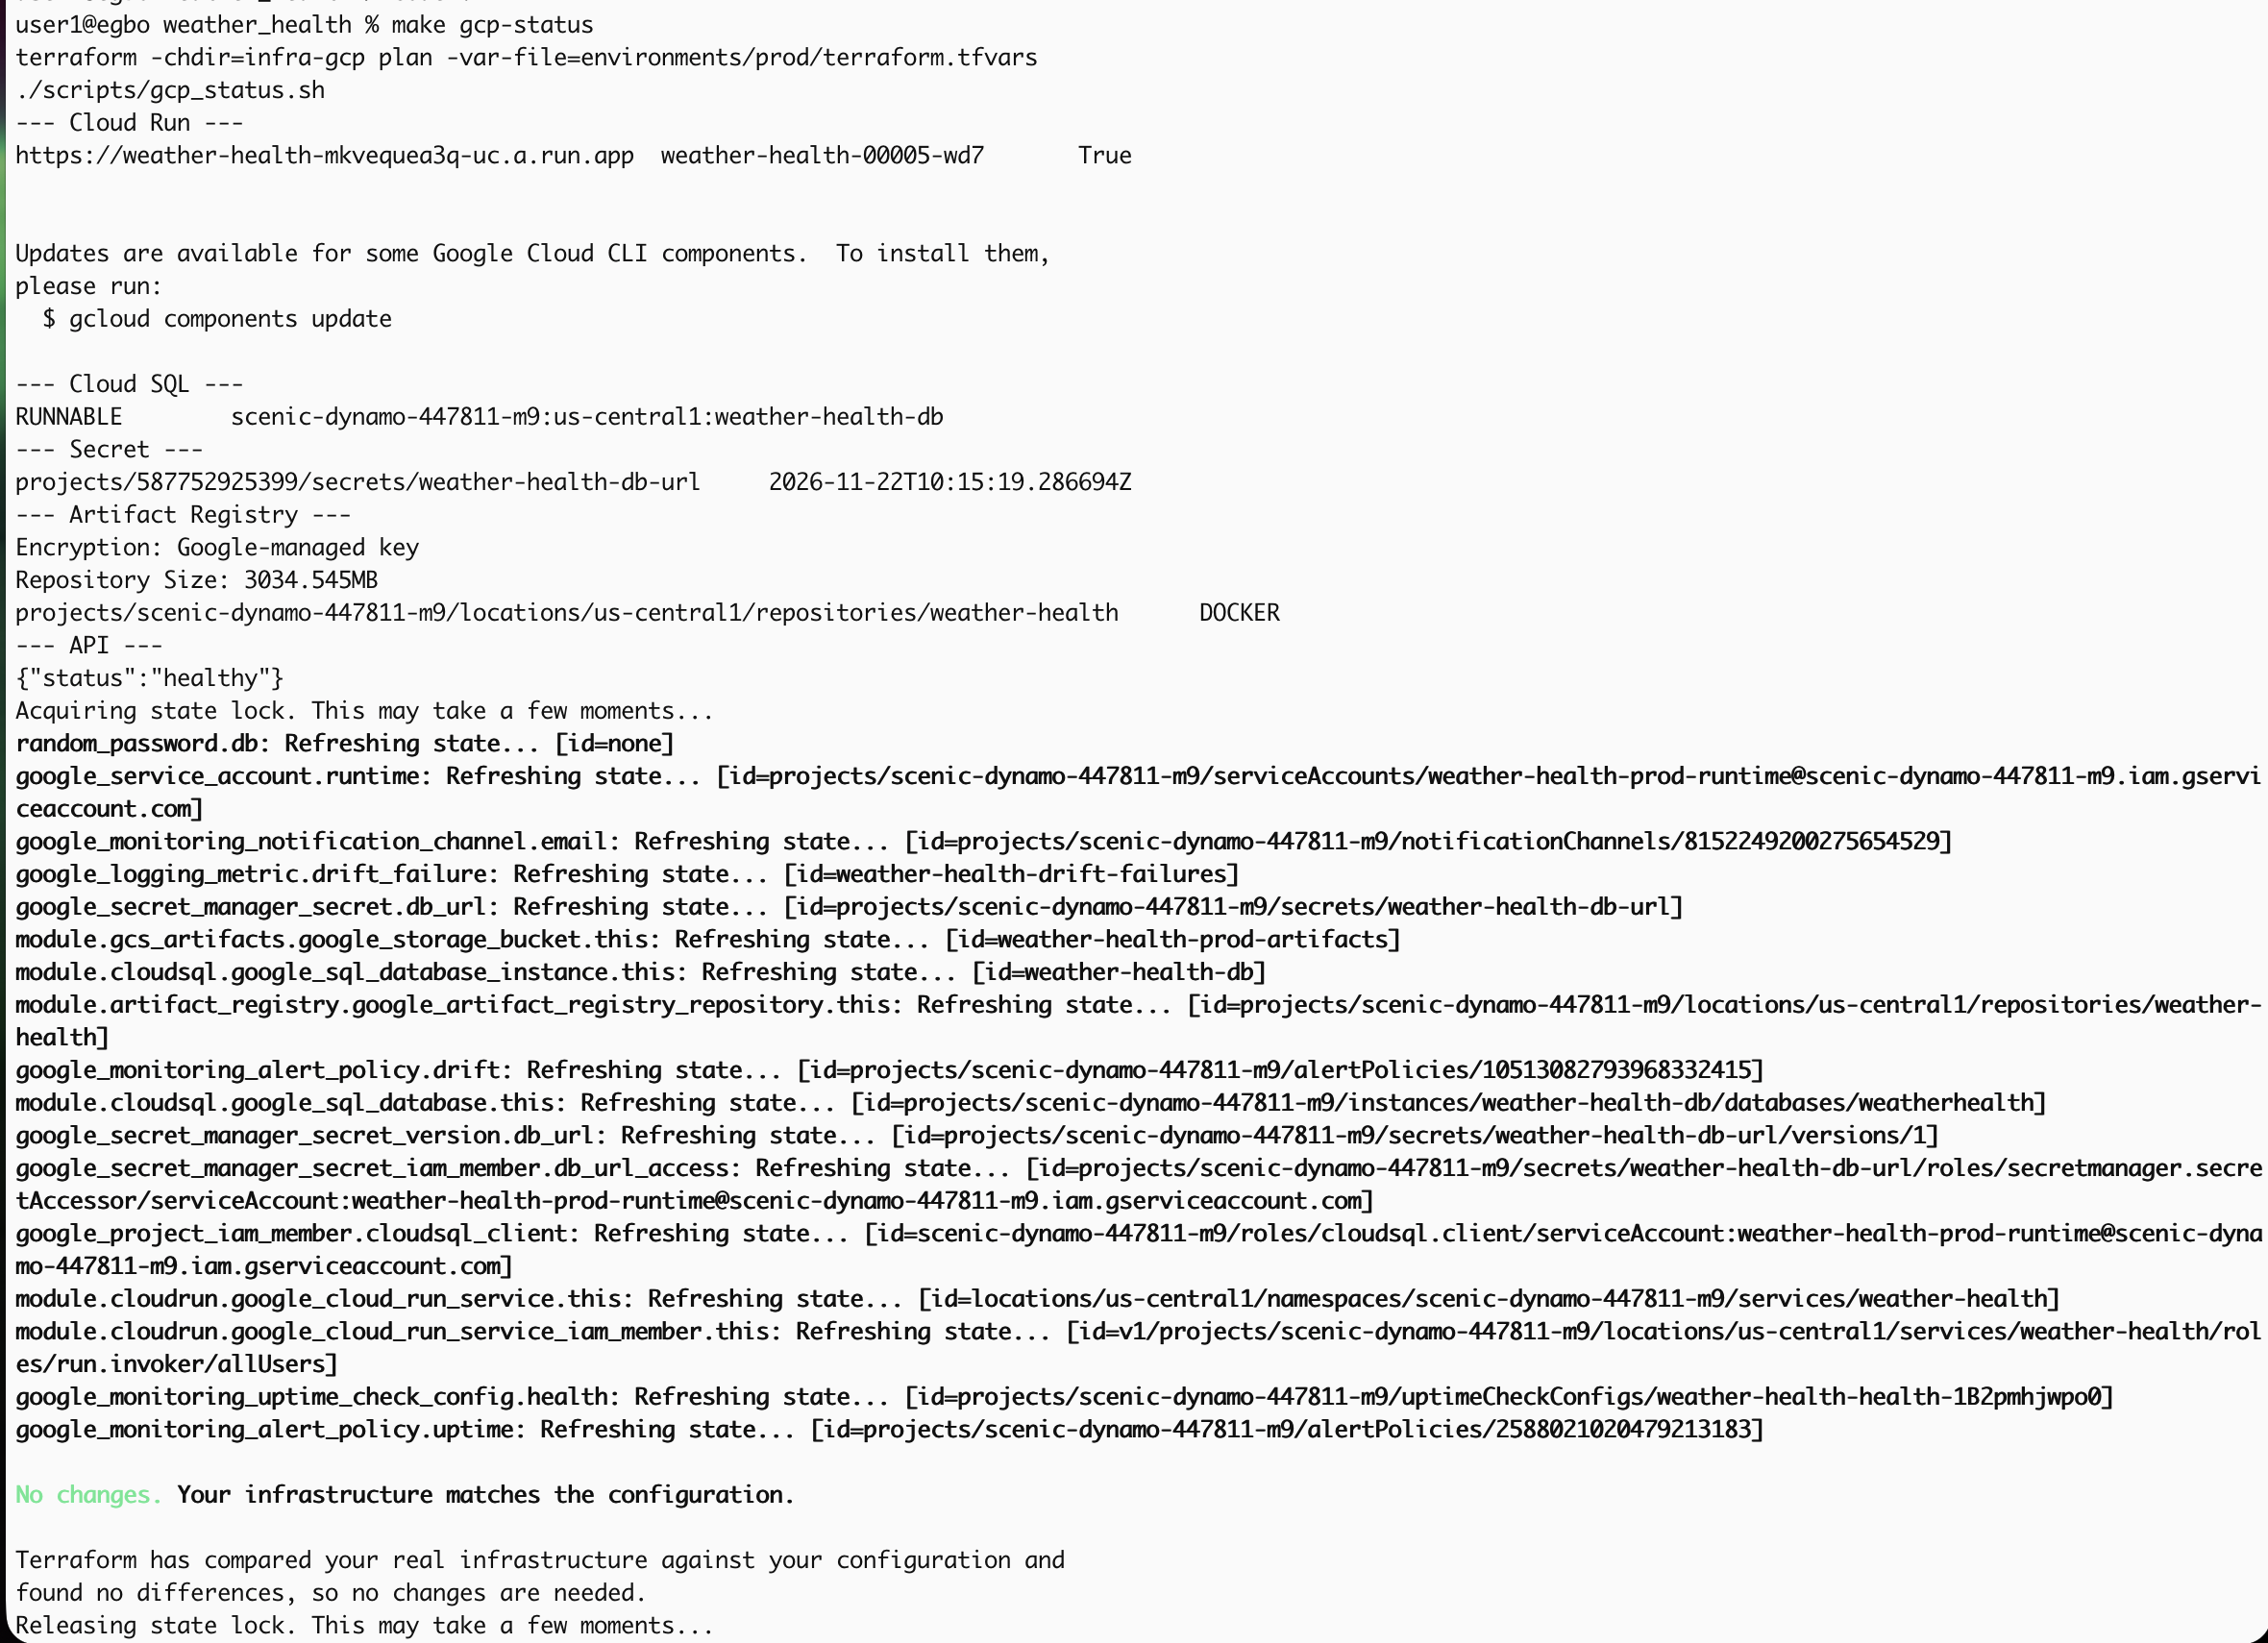 user1@egbo weather_health % make gcp-status
terraform -chdir=infra-gcp plan -var-file=environments/prod/terraform.tfvars
./scripts/gcp_status.sh
--- Cloud Run ---
https://weather-health-mkvequea3q-uc.a.run.app  weather-health-00005-wd7       True
Updates are available for some Google Cloud CLI components.  To install them,
please run:
  $ gcloud components update
--- Cloud SQL ---
RUNNABLE        scenic-dynamo-447811-m9:us-central1:weather-health-db
--- Secret ---
projects/587752925399/secrets/weather-health-db-url     2026-11-22T10:15:19.286694Z
--- Artifact Registry ---
Encryption: Google-managed key
Repository Size: 3034.545MB
projects/scenic-dynamo-447811-m9/locations/us-central1/repositories/weather-health      DOCKER
--- API ---
{"status":"healthy"}
Acquiring state lock. This may take a few moments...
random_password.db: Refreshing state... [id=none]
google_service_account.runtime: Refreshing state... [id=projects/scenic-dynamo-447811-m9/serviceAccounts/weather-health-prod-runtime@scenic-dynamo-447811-m9.iam.gservi
ceaccount.com]
google_monitoring_notification_channel.email: Refreshing state... [id=projects/scenic-dynamo-447811-m9/notificationChannels/8152249200275654529]
google_logging_metric.drift_failure: Refreshing state... [id=weather-health-drift-failures]
google_secret_manager_secret.db_url: Refreshing state... [id=projects/scenic-dynamo-447811-m9/secrets/weather-health-db-url]
module.gcs_artifacts.google_storage_bucket.this: Refreshing state... [id=weather-health-prod-artifacts]
module.cloudsql.google_sql_database_instance.this: Refreshing state... [id=weather-health-db]
module.artifact_registry.google_artifact_registry_repository.this: Refreshing state... [id=projects/scenic-dynamo-447811-m9/locations/us-central1/repositories/weather-
health]
google_monitoring_alert_policy.drift: Refreshing state... [id=projects/scenic-dynamo-447811-m9/alertPolicies/10513082793968332415]
module.cloudsql.google_sql_database.this: Refreshing state... [id=projects/scenic-dynamo-447811-m9/instances/weather-health-db/databases/weatherhealth]
google_secret_manager_secret_version.db_url: Refreshing state... [id=projects/scenic-dynamo-447811-m9/secrets/weather-health-db-url/versions/1]
google_secret_manager_secret_iam_member.db_url_access: Refreshing state... [id=projects/scenic-dynamo-447811-m9/secrets/weather-health-db-url/roles/secretmanager.secre
tAccessor/serviceAccount:weather-health-prod-runtime@scenic-dynamo-447811-m9.iam.gserviceaccount.com]
google_project_iam_member.cloudsql_client: Refreshing state... [id=scenic-dynamo-447811-m9/roles/cloudsql.client/serviceAccount:weather-health-prod-runtime@scenic-dyna
mo-447811-m9.iam.gserviceaccount.com]
module.cloudrun.google_cloud_run_service.this: Refreshing state... [id=locations/us-central1/namespaces/scenic-dynamo-447811-m9/services/weather-health]
module.cloudrun.google_cloud_run_service_iam_member.this: Refreshing state... [id=v1/projects/scenic-dynamo-447811-m9/locations/us-central1/services/weather-health/rol
es/run.invoker/allUsers]
google_monitoring_uptime_check_config.health: Refreshing state... [id=projects/scenic-dynamo-447811-m9/uptimeCheckConfigs/weather-health-health-1B2pmhjwpo0]
google_monitoring_alert_policy.uptime: Refreshing state... [id=projects/scenic-dynamo-447811-m9/alertPolicies/2588021020479213183]
No changes. Your infrastructure matches the configuration.
Terraform has compared your real infrastructure against your configuration and
found no differences, so no changes are needed.
Releasing state lock. This may take a few moments...